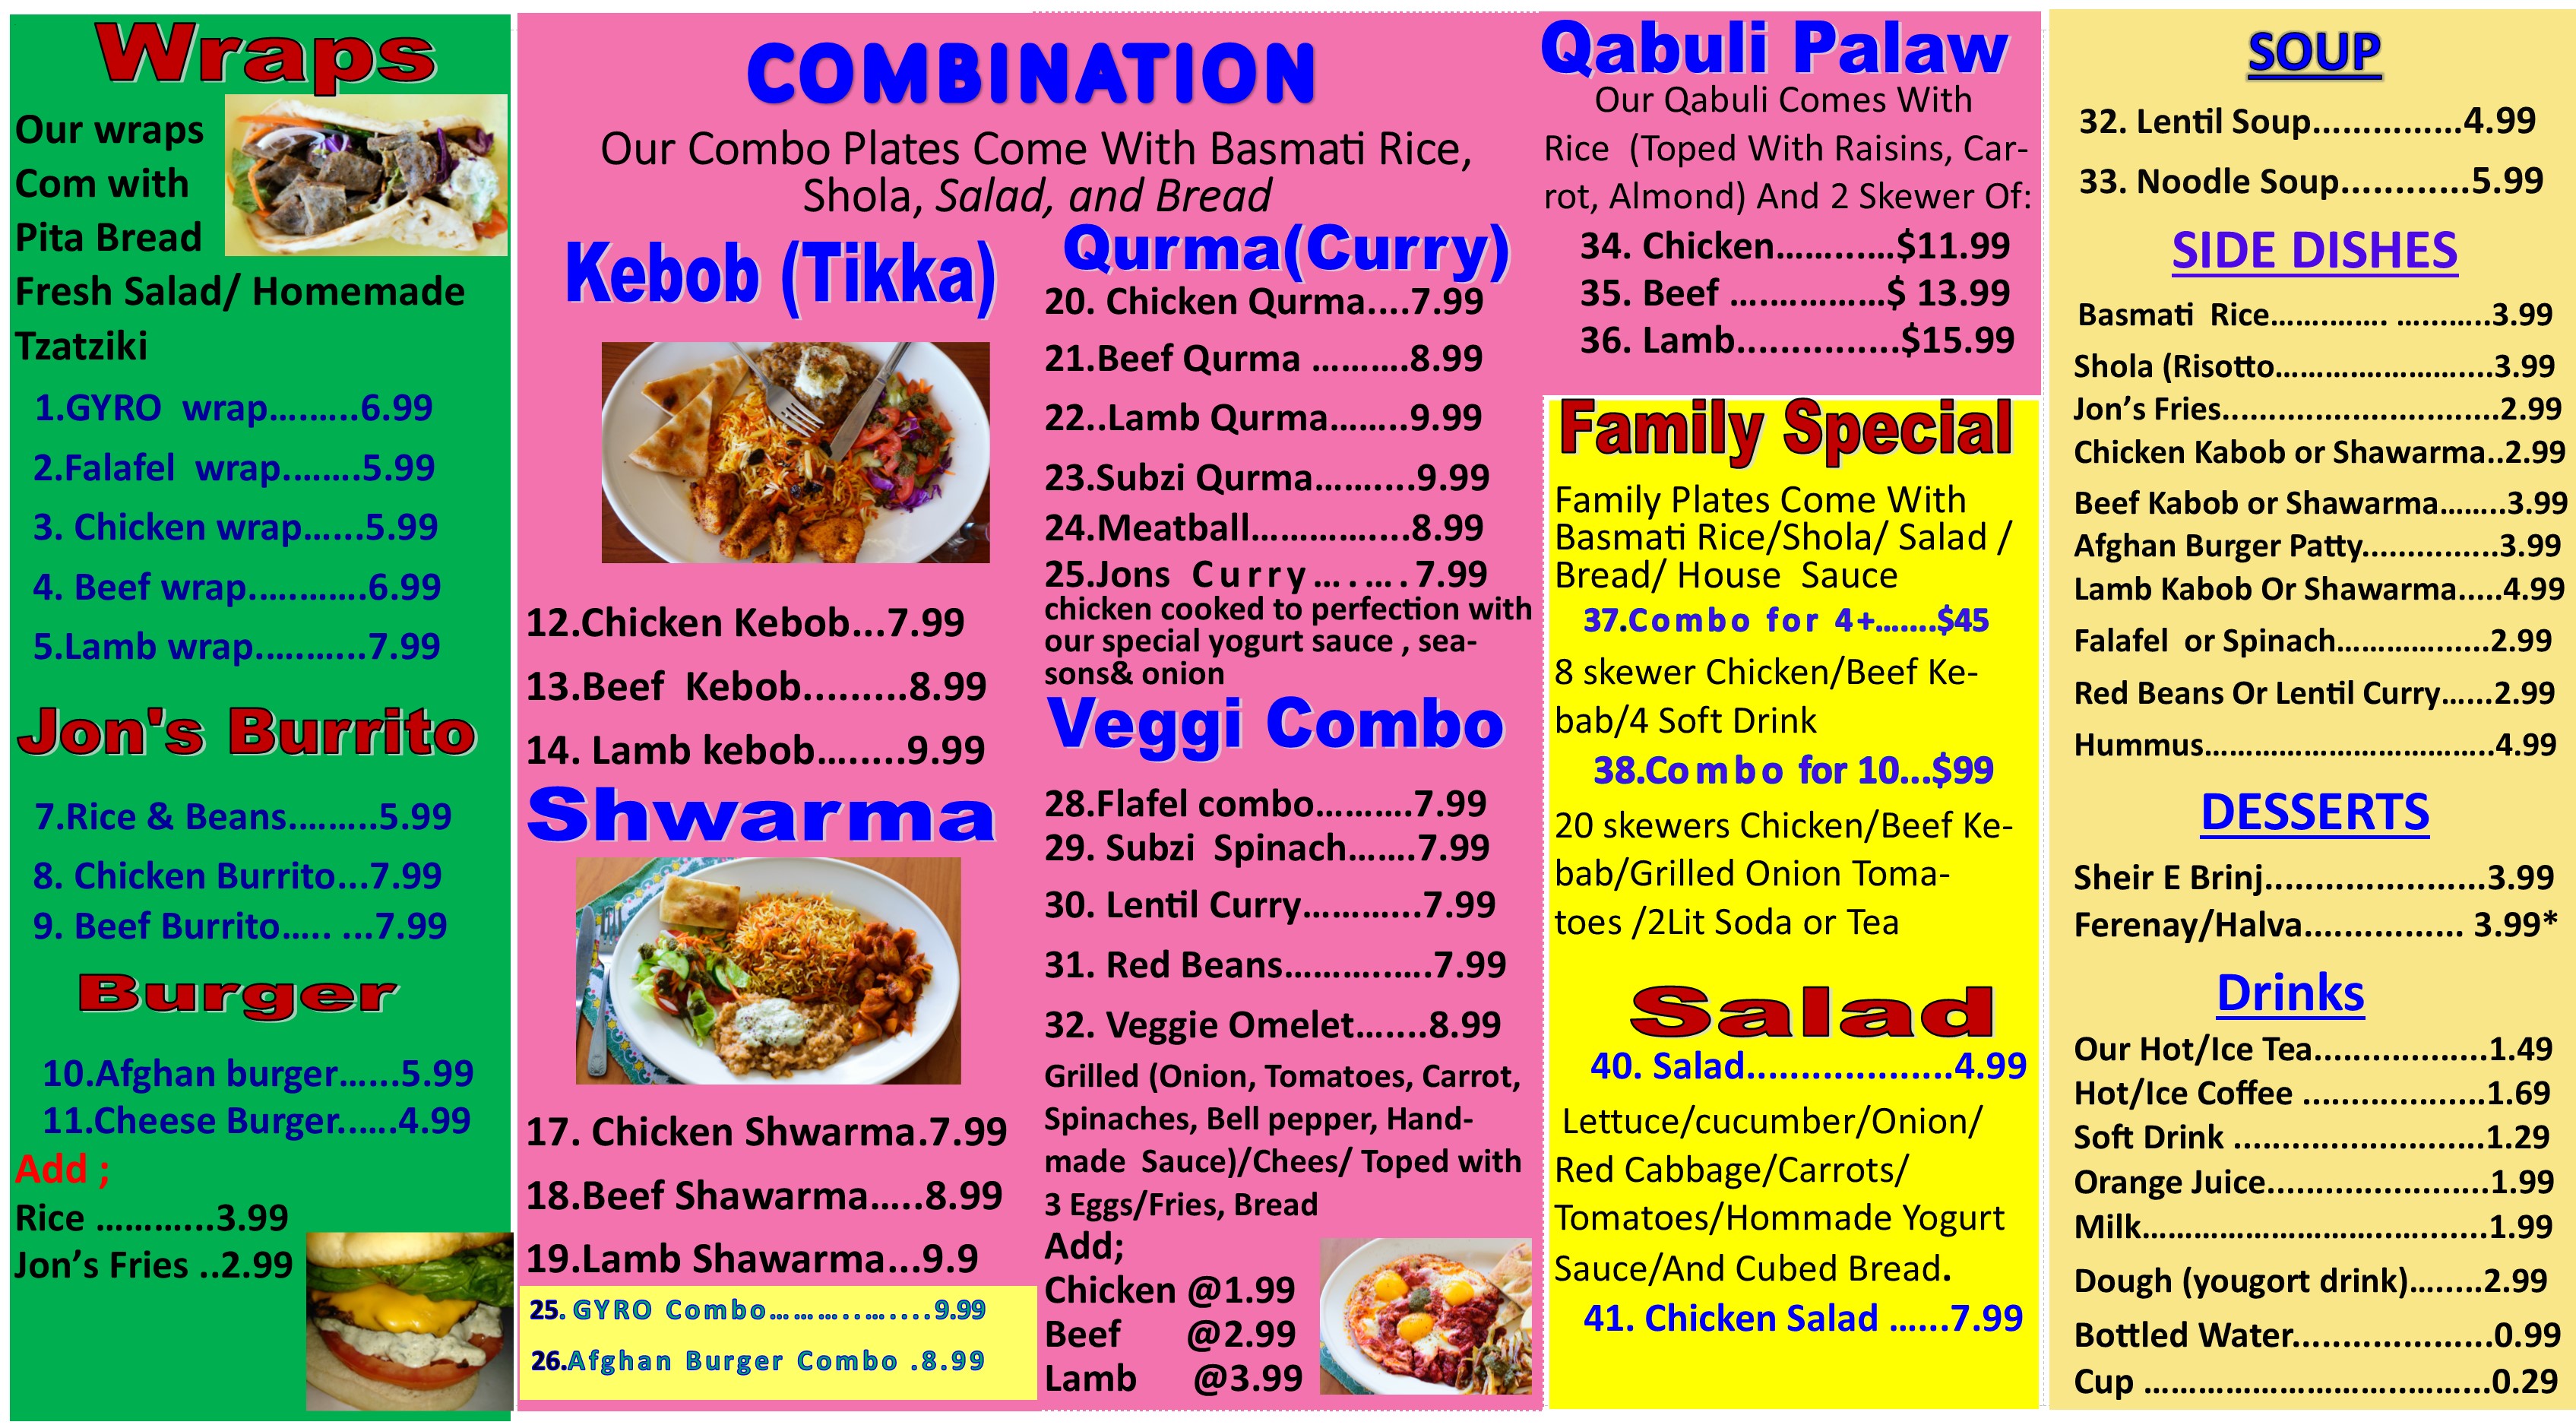 Wraps
Our wraps
Com with
Pita Bread
Fresh Salad/ Homemade
Tzatziki
1.GYRO wrap.........6.99
2.Falafel wrap........5.99
3. Chicken wrap......5.99
4. Beef wrap............6.99
5.Lamb wrap...........7.99
Jon's Burrito
7.Rice & Beans.........5.99
8. Chicken Burrito...7.99
9. Beef Burrito..... ...7.99
Burger
10.Afghan burger......5.99
11.Cheese Burger......4.99
Add ;
Rice ............3.99
Jon’s Fries ..2.99
COMBINATION
Our Combo Plates Come With Basmati Rice,
Shola, Salad, and Bread
Kebob (Tikka)
12.Chicken Kebob...7.99
13.Beef Kebob.........8.99
14. Lamb kebob.........9.99
Shwarma
17. Chicken Shwarma.7.99
18.Beef Shawarma.....8.99
19.Lamb Shawarma...9.9
25. GYRO Combo.................9.99
26.Afghan Burger Combo .8.99
Qurma(Curry)
20. Chicken Qurma....7.99
21.Beef Qurma ..........8.99
22..Lamb Qurma........9.99
23.Subzi Qurma..........9.99
24.Meatball................8.99
25.Jons Curry.......7.99
chicken cooked to perfection with
our special yogurt sauce , sea-
sons& onion
Veggi Combo
28.Flafel combo..........7.99
29. Subzi Spinach.......7.99
30. Lentil Curry............7.99
31. Red Beans...............7.99
32. Veggie Omelet.......8.99
Grilled (Onion, Tomatoes, Carrot,
Spinaches, Bell pepper, Hand-
made Sauce)/Chees/ Toped with
3 Eggs/Fries, Bread
Add;
Chicken @1.99
Beef @2.99
Lamb @3.99
Qabuli Palaw
Our Qabuli Comes With
Rice (Toped With Raisins, Car-
rot, Almond) And 2 Skewer Of:
34. Chicken............$11.99
35. Beef ...............$ 13.99
36. Lamb................$15.99
Family Special
Family Plates Come With
Basmati Rice/Shola/ Salad /
Bread/ House Sauce
37.Combo for 4+.......$45
8 skewer Chicken/Beef Ke-
bab/4 Soft Drink
38.Combo for 10...$99
20 skewers Chicken/Beef Ke-
bab/Grilled Onion Toma-
toes /2Lit Soda or Tea
Salad
40. Salad...................4.99
Lettuce/cucumber/Onion/
Red Cabbage/Carrots/
Tomatoes/Hommade Yogurt
Sauce/And Cubed Bread.
41. Chicken Salad ......7.99
SOUP
32. Lentil Soup...............4.99
33. Noodle Soup............5.99
SIDE DISHES
Basmati Rice.............. ..........3.99
Shola (Risotto.........................3.99
Jon’s Fries...............................2.99
Chicken Kabob or Shawarma..2.99
Beef Kabob or Shawarma........3.99
Afghan Burger Patty...............3.99
Lamb Kabob Or Shawarma.....4.99
Falafel or Spinach.................2.99
Red Beans Or Lentil Curry......2.99
Hummus................................4.99
DESSERTS
Sheir E Brinj.......................3.99
Ferenay/Halva................ 3.99*
Drinks
Our Hot/Ice Tea..................1.49
Hot/Ice Coffee ...................1.69
Soft Drink ..........................1.29
Orange Juice.......................1.99
Milk.....................................1.99
Dough (yougort drink)........2.99
Bottled Water.....................0.99
Cup ....................................0.29